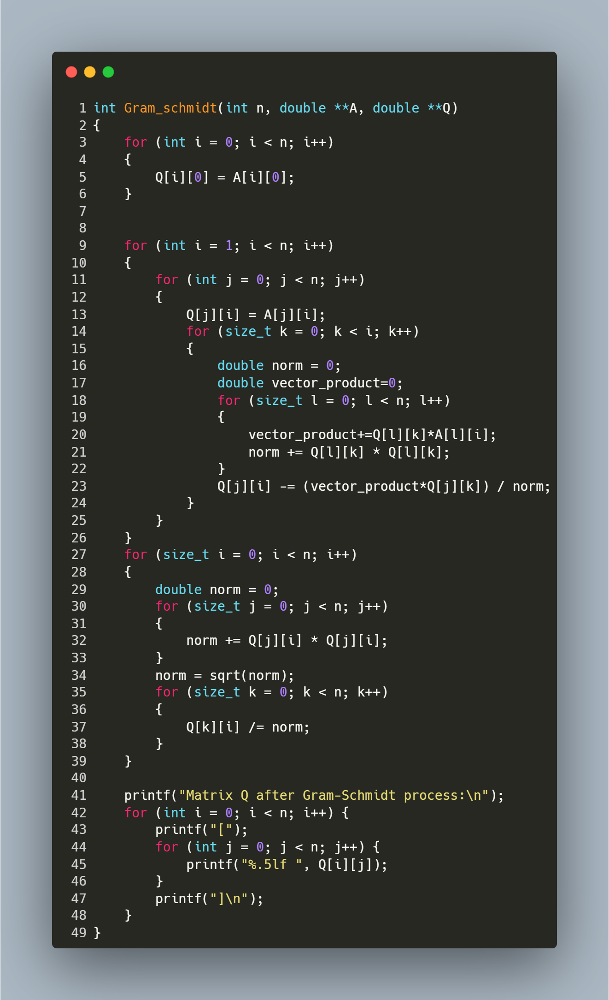 1 int Gram_schmidt(int n, double **A, double **Q)
2 {
3     for (int i = 0; i < n; i++)
4     {
5         Q[i][0] = A[i][0];
6     }
7
8
9     for (int i = 1; i < n; i++)
10     {
11         for (int j = 0; j < n; j++)
12         {
13             Q[j][i] = A[j][i];
14             for (size_t k = 0; k < i; k++)
15             {
16                 double norm = 0;
17                 double vector_product=0;
18                 for (size_t l = 0; l < n; l++)
19                 {
20                     vector_product+=Q[l][k]*A[l][i];
21                     norm += Q[l][k] * Q[l][k];
22                 }
23                 Q[j][i] -= (vector_product*Q[j][k]) / norm;
24             }
25         }
26     }
27     for (size_t i = 0; i < n; i++)
28     {
29         double norm = 0;
30         for (size_t j = 0; j < n; j++)
31         {
32             norm += Q[j][i] * Q[j][i];
33         }
34         norm = sqrt(norm);
35         for (size_t k = 0; k < n; k++)
36         {
37             Q[k][i] /= norm;
38         }
39     }
40
41     printf("Matrix Q after Gram-Schmidt process:\n");
42     for (int i = 0; i < n; i++) {
43         printf("[");
44         for (int j = 0; j < n; j++) {
45             printf("%.5lf ", Q[i][j]);
46         }
47         printf("]\n");
48     }
49 }